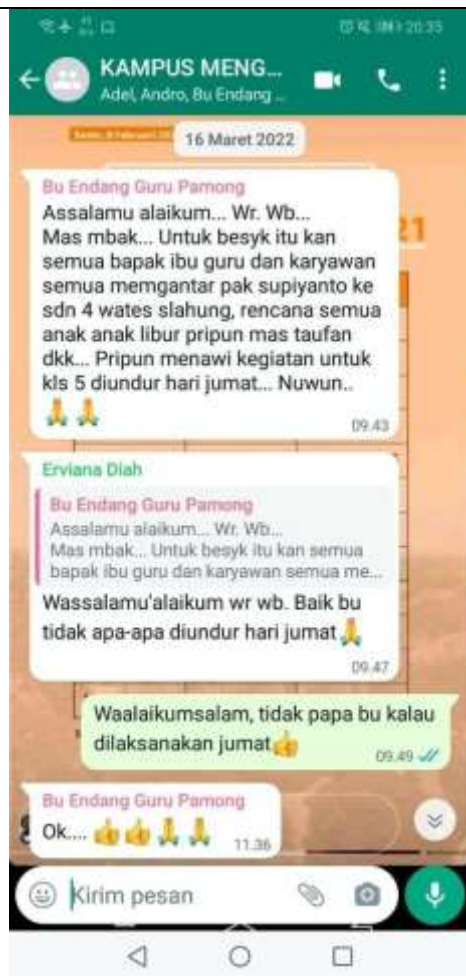 20:35
KAMPUS MENG...
Adel, Andro, Bu Endang ...
16 Maret 2022
21
Bu Endang Guru Pamong
Assalamu alaikum... Wr. Wb...
Mas mbak... Untuk besyk itu kan
semua bapak ibu guru dan karyawan
semua memgantar pak supiyanto ke
sdn 4 wates slahung, rencana semua
anak anak libur pripun mas taufan
dkk... Pripun menawi kegiatan untuk
kls 5 diundur hari jumat... Nuwun..
🙏🙏
09.43
Erviana Diah
Bu Endang Guru Pamong
Assalamu alaikum... Wr. Wb...
Mas mbak... Untuk besyk itu kan semua
bapak ibu guru dan karyawan semua me...
Wassalamu'alaikum wr wb. Baik bu
tidak apa-apa diundur hari jumat🙏
09.47
Waalaikumsalam, tidak papa bu kalau
dilaksanakan jumat👍
09.49
Bu Endang Guru Pamong
Ok.... 👍👍🙏🙏 11.36
Kirim pesan